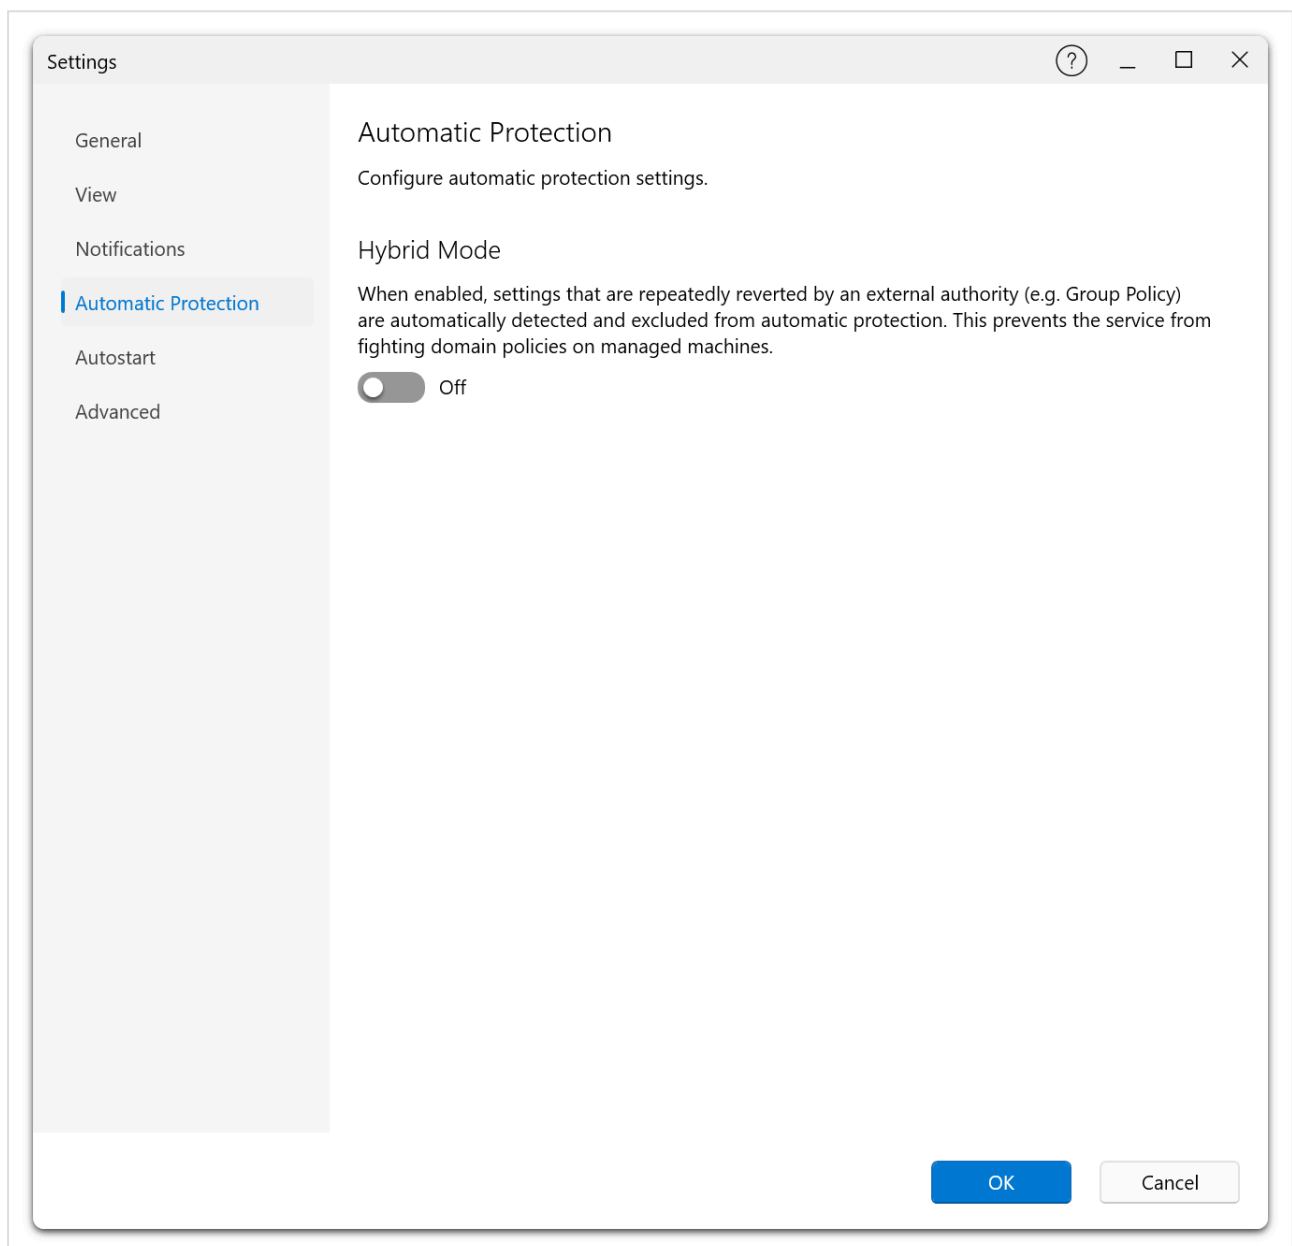 Settings
?
General
View
Notifications
Automatic Protection
Autostart
Advanced
Automatic Protection
Configure automatic protection settings.
Hybrid Mode
When enabled, settings that are repeatedly reverted by an external authority (e.g. Group Policy)
are automatically detected and excluded from automatic protection. This prevents the service from
fighting domain policies on managed machines.
Off
OK
Cancel